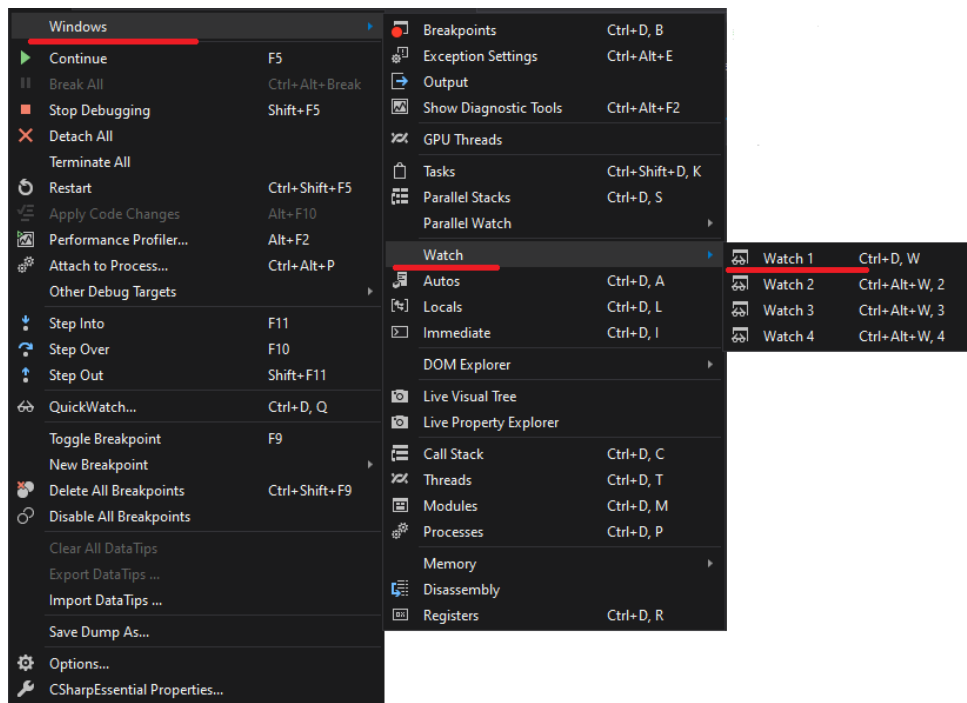 Windows
Continue F5
Break All Ctrl+Alt+Break
Stop Debugging Shift+F5
Detach All
Terminate All
Restart Ctrl+Shift+F5
Apply Code Changes Alt+F10
Performance Profiler... Alt+F2
Attach to Process... Ctrl+Alt+P
Other Debug Targets
Step Into F11
Step Over F10
Step Out Shift+F11
QuickWatch... Ctrl+D, Q
Toggle Breakpoint F9
New Breakpoint
Delete All Breakpoints Ctrl+Shift+F9
Disable All Breakpoints
Clear All DataTips
Export DataTips ...
Import DataTips ...
Save Dump As...
Options...
CSharpEssential Properties...
Breakpoints Ctrl+D, B
Exception Settings Ctrl+Alt+E
Output
Show Diagnostic Tools Ctrl+Alt+F2
GPU Threads
Tasks Ctrl+Shift+D, K
Parallel Stacks Ctrl+D, S
Parallel Watch
Watch
Autos Ctrl+D, A
Locals Ctrl+D, L
Immediate Ctrl+D, I
DOM Explorer
Live Visual Tree
Live Property Explorer
Call Stack Ctrl+D, C
Threads Ctrl+D, T
Modules Ctrl+D, M
Processes Ctrl+D, P
Memory
Disassembly
Registers Ctrl+D, R
Watch 1 Ctrl+D, W
Watch 2 Ctrl+Alt+W, 2
Watch 3 Ctrl+Alt+W, 3
Watch 4 Ctrl+Alt+W, 4